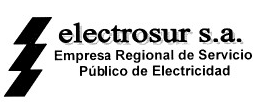 electrosur s.a.
Empresa Regional de Servicio
Público de Electricidad